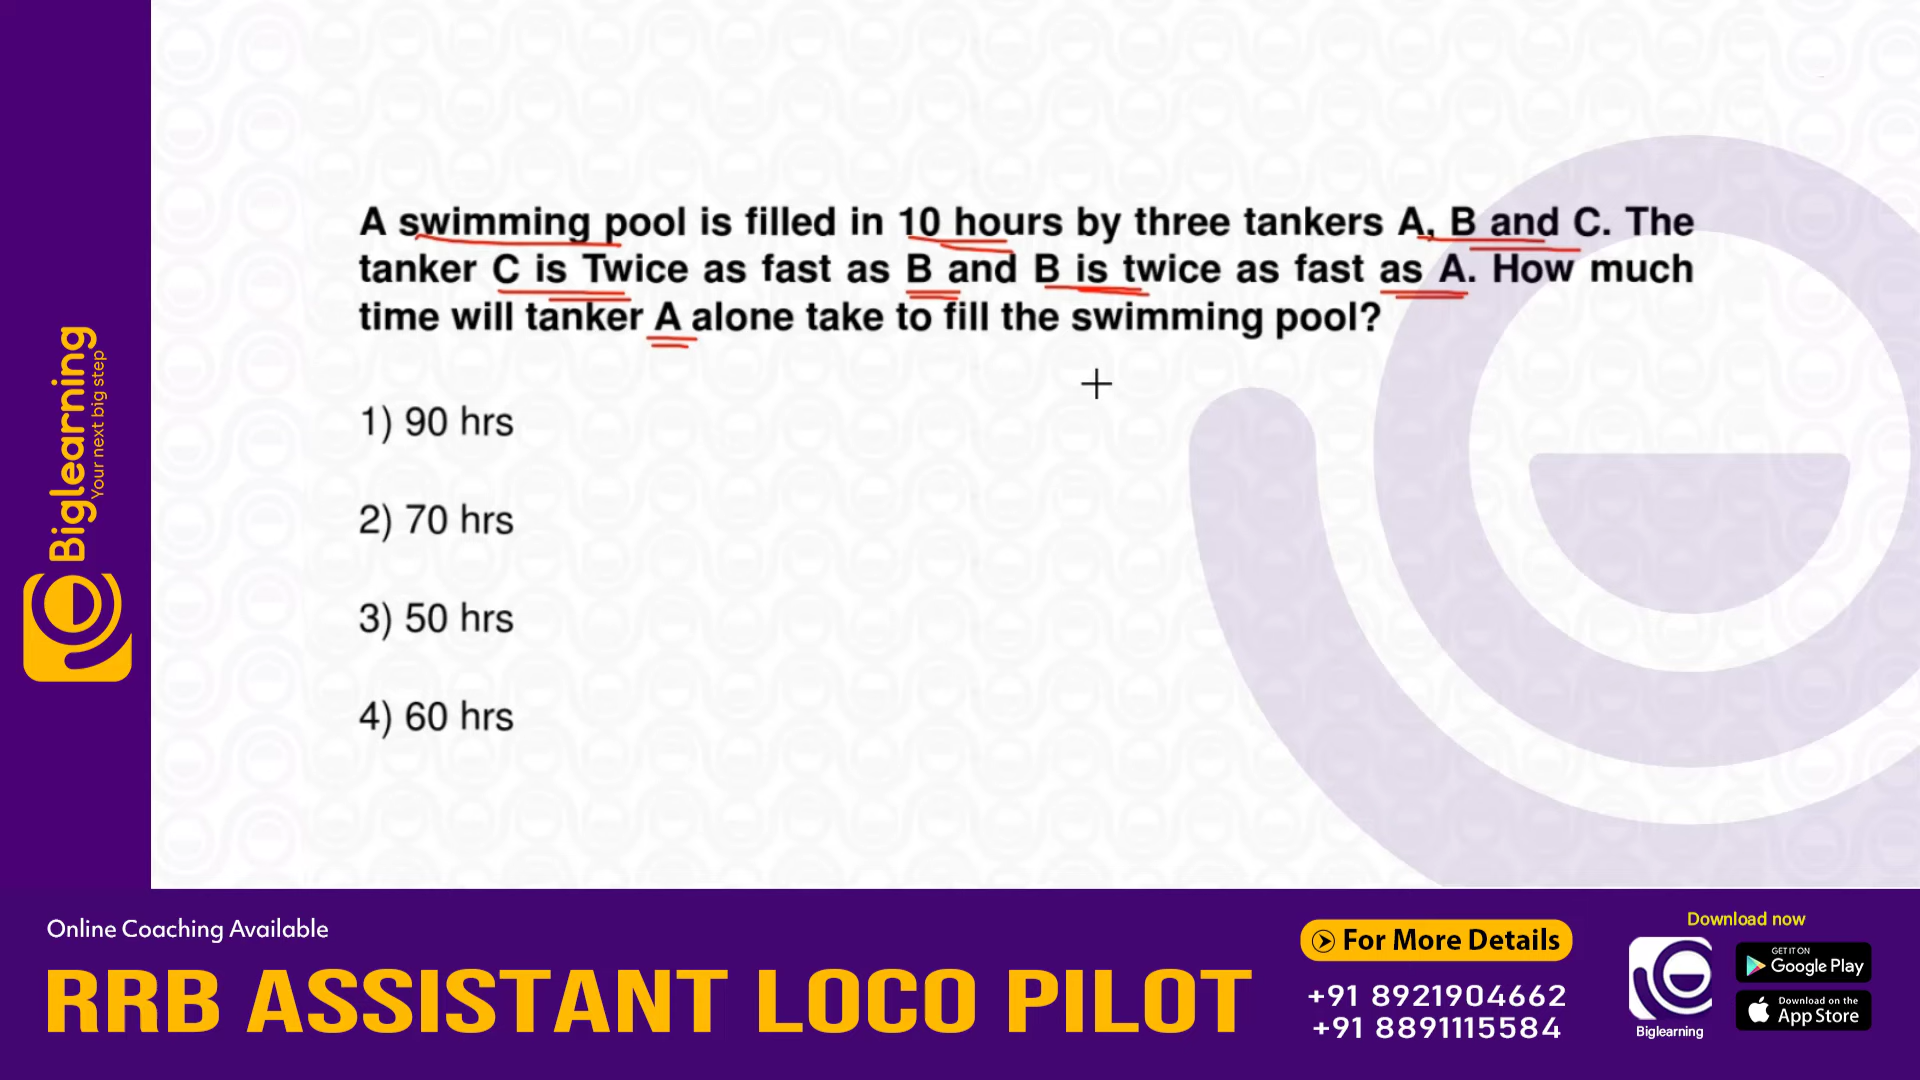 A swimming pool is filled in 10 hours by three tankers A, B and C. The
tanker C is Twice as fast as B and B is twice as fast as A. How much
time will tanker A alone take to fill the swimming pool?
1) 90 hrs
2) 70 hrs
3) 50 hrs
4) 60 hrs
Biglearning
Your next big step
Online Coaching Available
RRB ASSISTANT LOCO PILOT
For More Details
+91 8921904662
+91 8891115584
Download now
Biglearning
GET IT ON
Google Play
Download on the
App Store